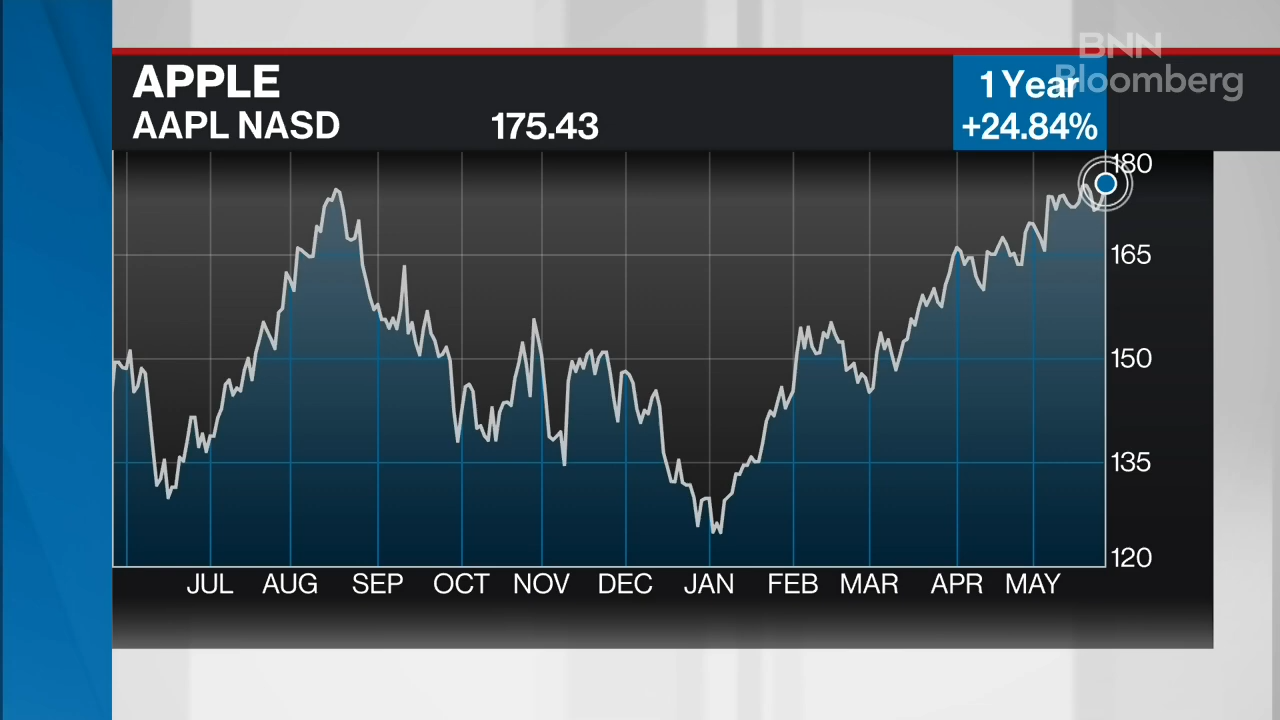 BNN
Bloomberg
APPLE
AAPL NASD
175.43
1 Year
+24.84%
180
165
150
135
120
JUL AUG SEP OCT NOV DEC JAN FEB MAR APR MAY